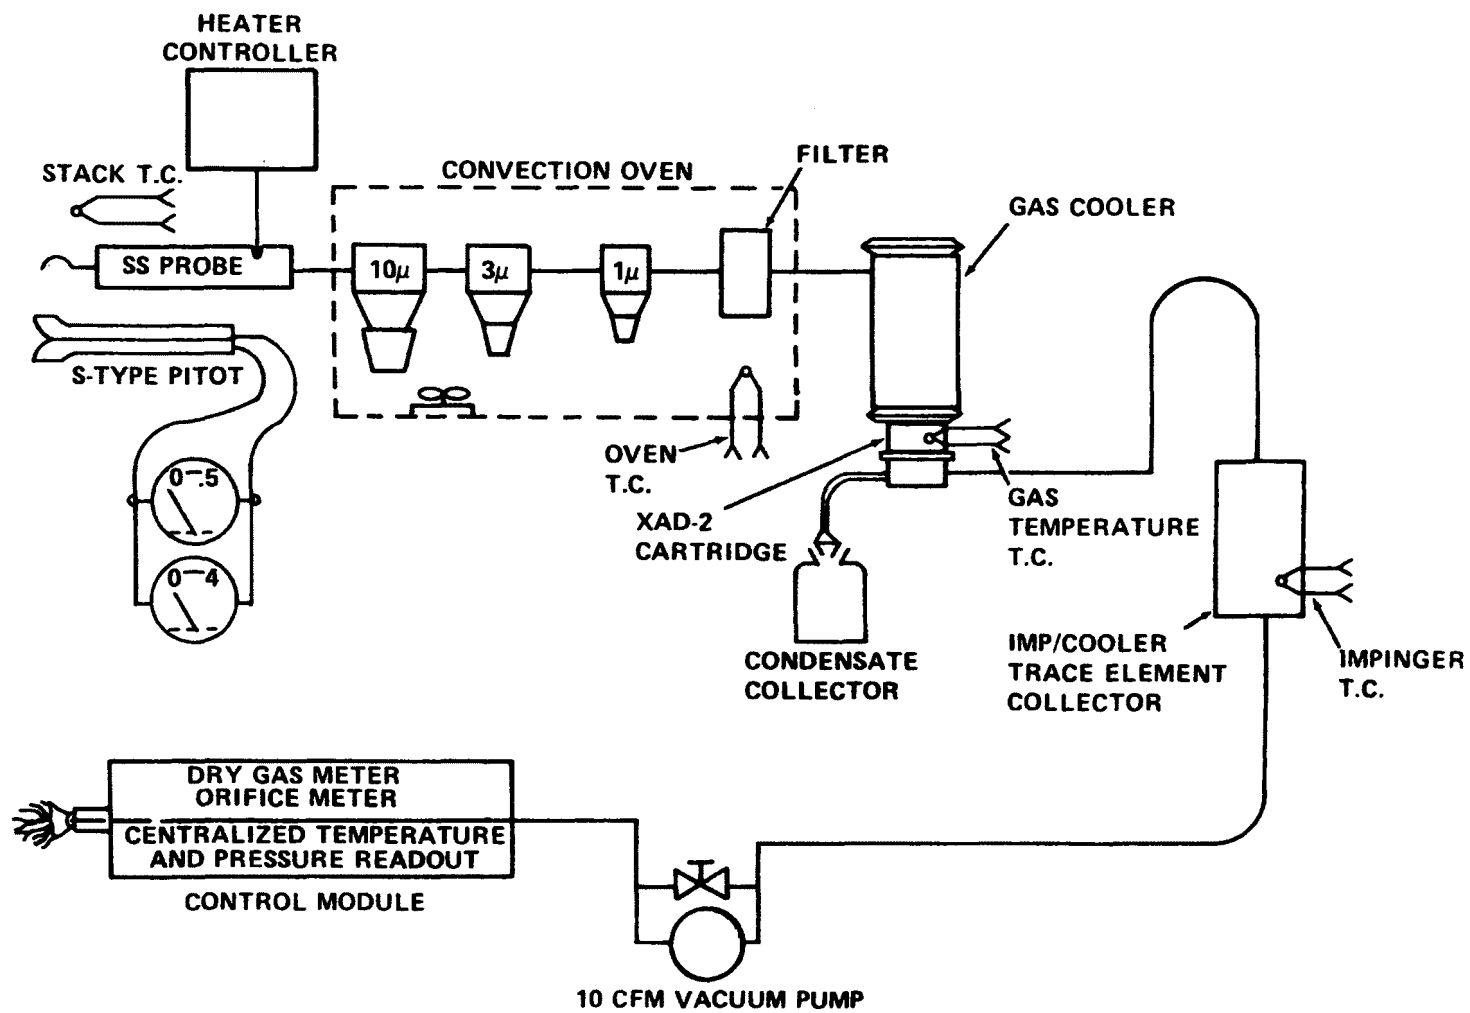 HEATER
CONTROLLER
STACK T.C.
CONVECTION OVEN
FILTER
GAS COOLER
SS PROBE
10μ
3μ
1μ
S-TYPE PITOT
OVEN
T.C.
XAD-2
CARTRIDGE
GAS
TEMPERATURE
T.C.
0–.5
0–4
CONDENSATE
COLLECTOR
IMP/COOLER
TRACE ELEMENT
COLLECTOR
IMPINGER
T.C.
DRY GAS METER
ORIFICE METER
CENTRALIZED TEMPERATURE
AND PRESSURE READOUT
CONTROL MODULE
10 CFM VACUUM PUMP